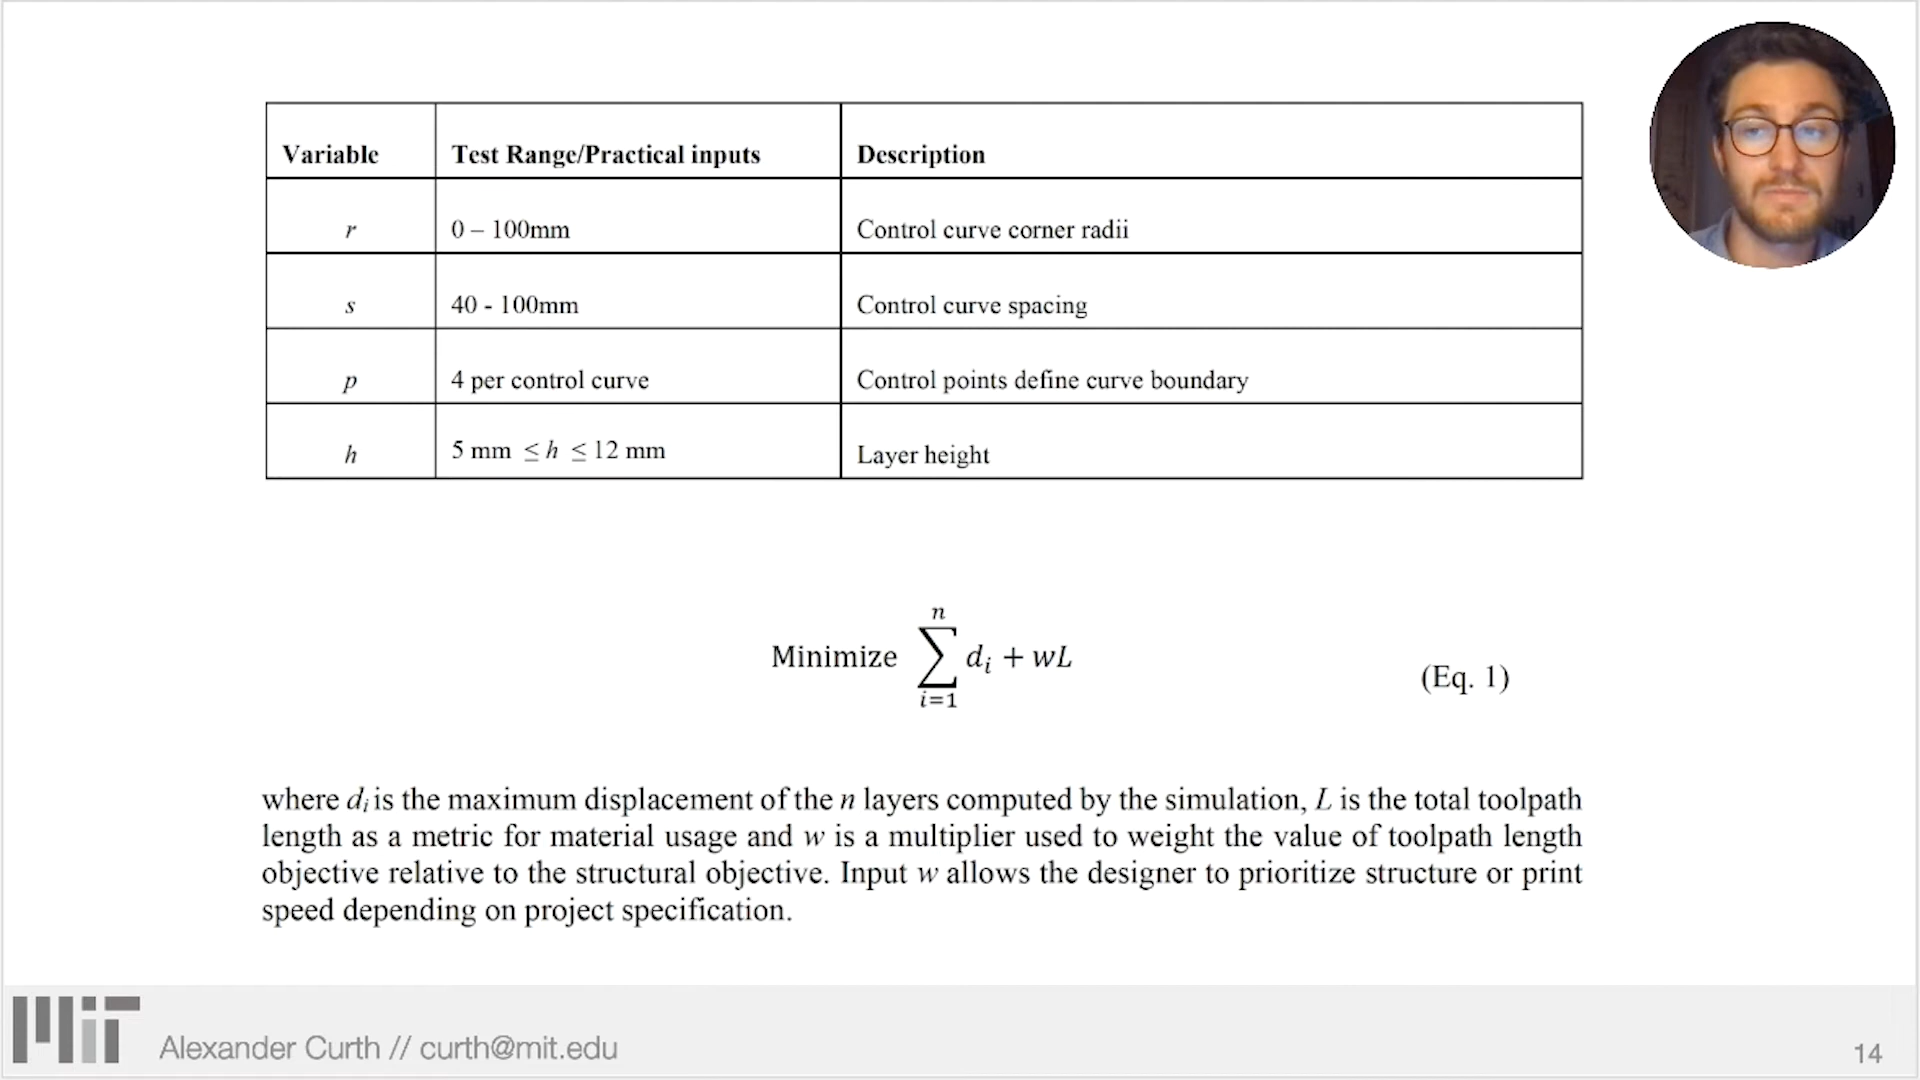 Variable Test Range/Practical inputs Description
r 0 – 100mm Control curve corner radii
s 40 - 100mm Control curve spacing
p 4 per control curve Control points define curve boundary
h 5 mm ≤ h ≤ 12 mm Layer height
n
Minimize ∑ dᵢ + wL
i=1
(Eq. 1)
where dᵢ is the maximum displacement of the n layers computed by the simulation, L is the total toolpath
length as a metric for material usage and w is a multiplier used to weight the value of toolpath length
objective relative to the structural objective. Input w allows the designer to prioritize structure or print
speed depending on project specification.
MIT
Alexander Curth // curth@mit.edu
14